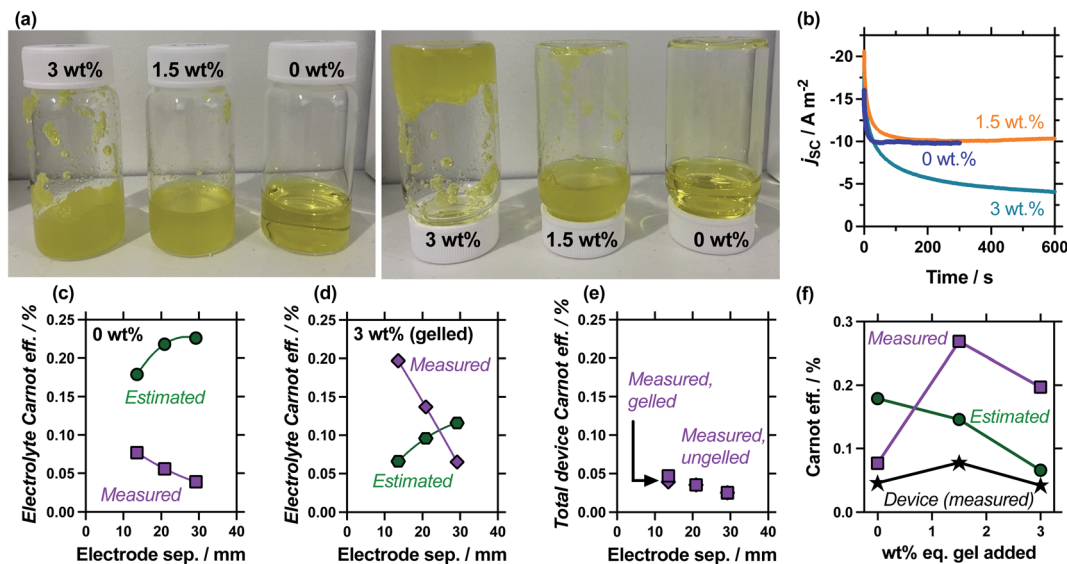 (a)
3 wt%
1.5 wt%
0 wt%
3 wt%
1.5 wt%
0 wt%
(b)
-20
-15
-10
-5
0
0 200 400 600
jSC / A m-2
Time / s
1.5 wt.%
0 wt.%
3 wt.%
(c)
0.25
0.20
0.15
0.10
0.05
0.00
0 10 20 30 40
Electrolyte Carnot eff. / %
Electrode sep. / mm
0 wt%
Estimated
Measured
(d)
0.25
0.20
0.15
0.10
0.05
0.00
0 10 20 30 40
Electrolyte Carnot eff. / %
Electrode sep. / mm
3 wt% (gelled)
Measured
Estimated
(e)
0.25
0.20
0.15
0.10
0.05
0.00
0 10 20 30 40
Total device Carnot eff. / %
Electrode sep. / mm
Measured,
gelled
Measured,
ungelled
(f)
0.3
0.2
0.1
0.0
0 1 2 3
Carnot eff. / %
wt% eq. gel added
Measured
Estimated
Device (measured)